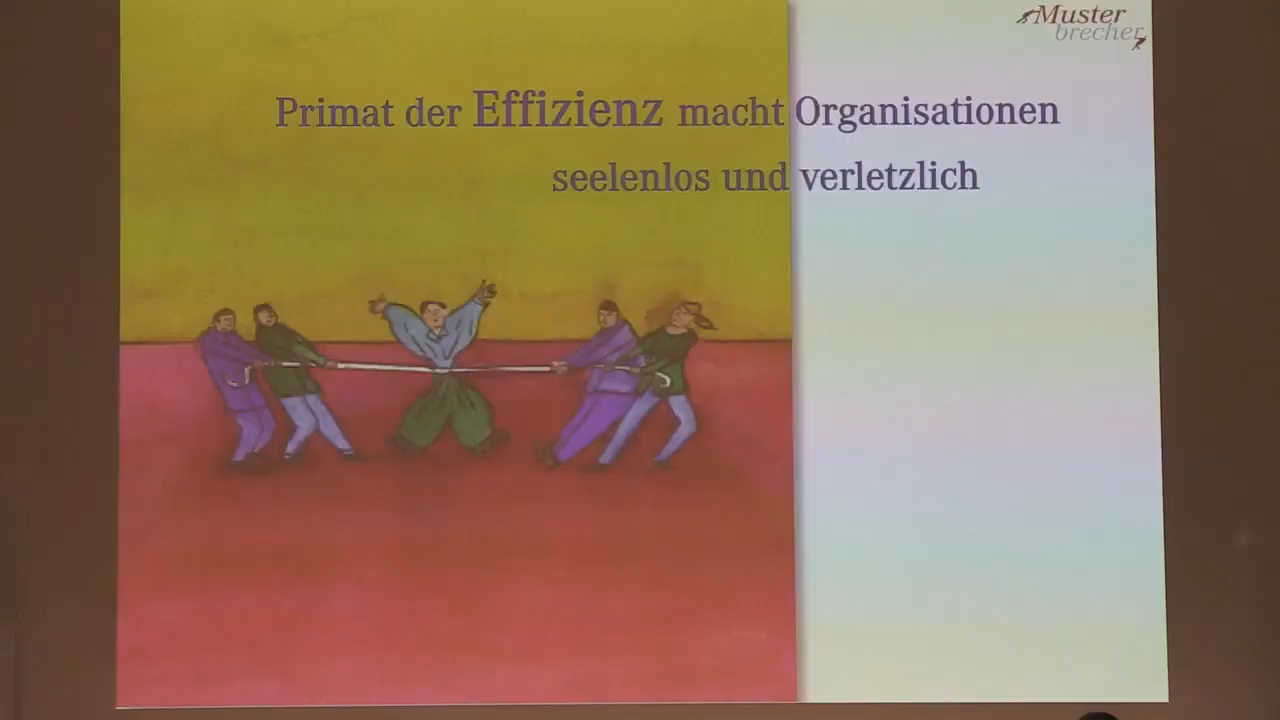 Muster
brecher
Primat der Effizienz macht Organisationen
seelenlos und verletzlich